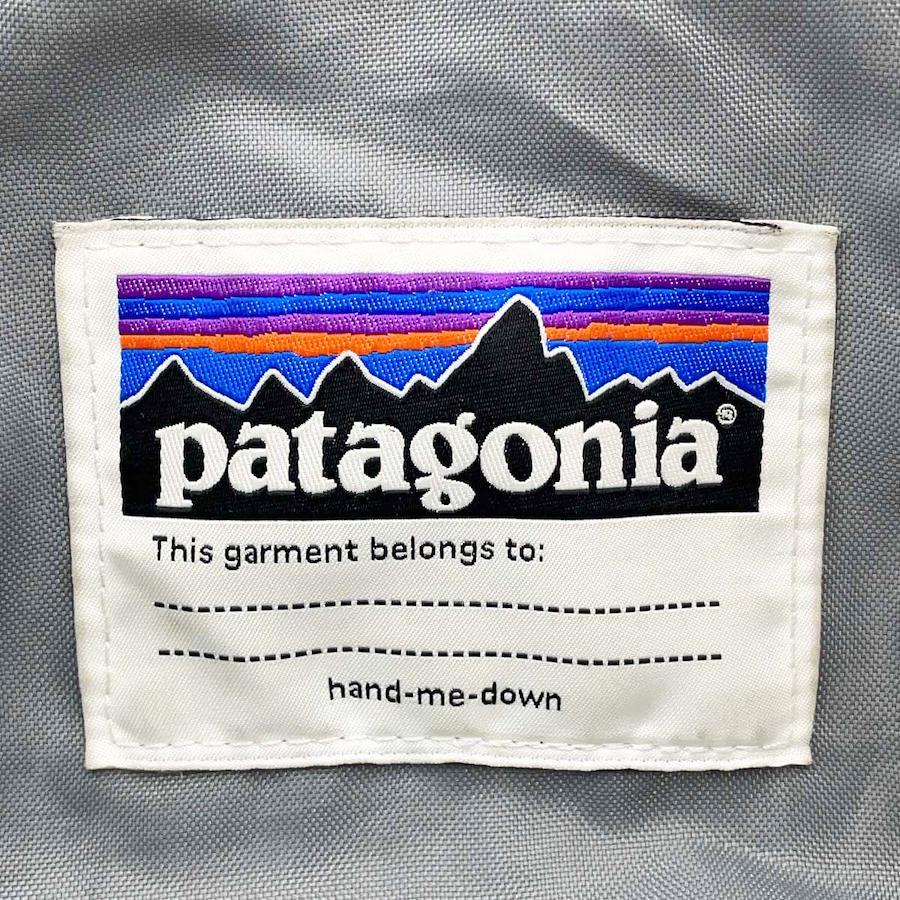 patagonia®
This garment belongs to:
hand-me-down